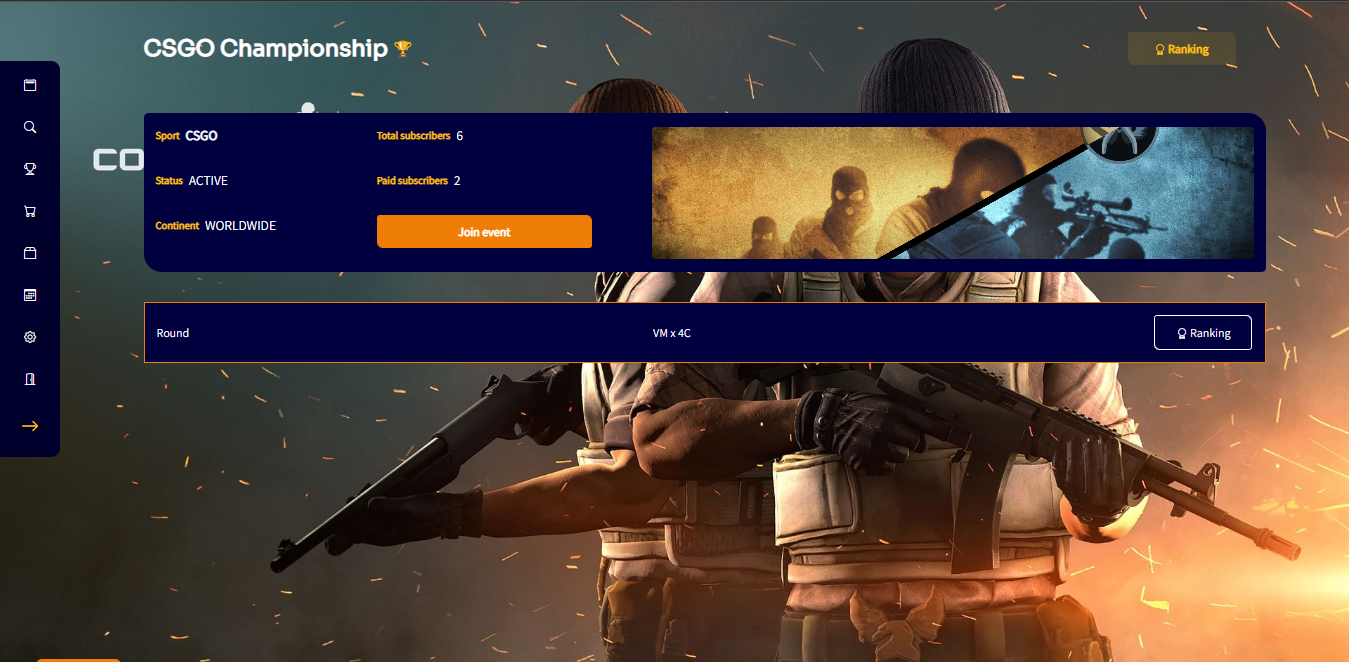 CSGO Championship 🏆
Ranking
CO
Sport CSGO
Total subscribers 6
Status ACTIVE
Paid subscribers 2
Continent WORLDWIDE
Join event
Round
VM x 4C
Ranking